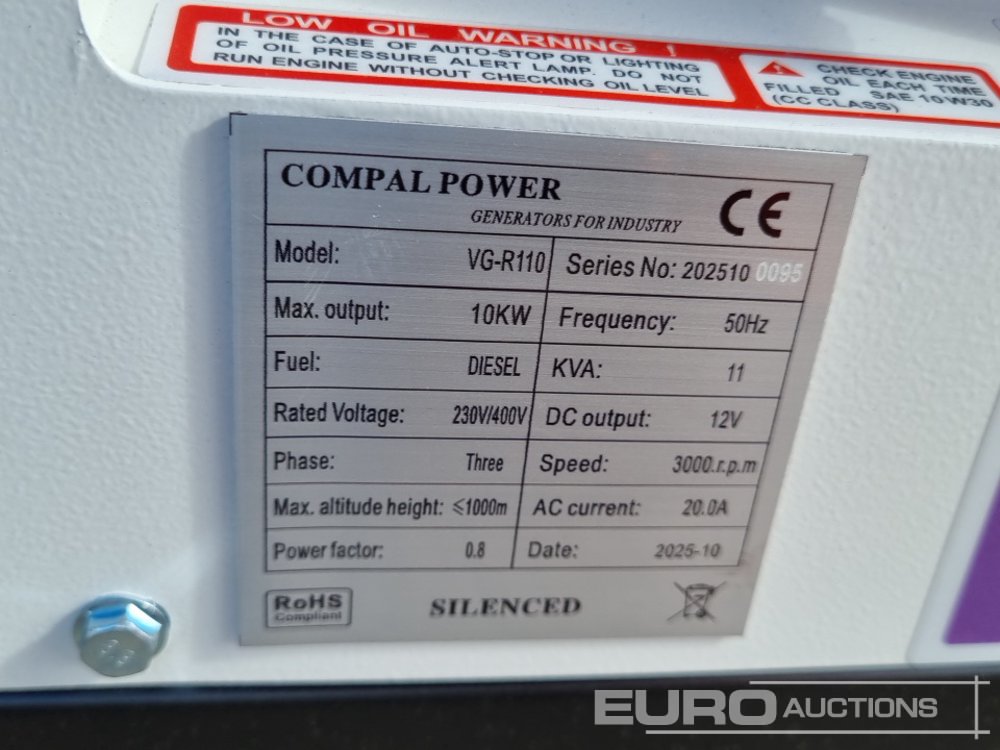 LOW OIL WARNING !
IN THE CASE OF AUTO-STOP OR LIGHTING
OF OIL PRESSURE ALERT LAMP. DO NOT
RUN ENGINE WITHOUT CHECKING OIL LEVEL
CHECK ENGINE
OIL EACH TIME
FILLED SAE 10W30
(CC CLASS)
COMPAL POWER
GENERATORS FOR INDUSTRY
CE
Model: VG-R110 Series No: 202510 0095
Max. output: 10KW Frequency: 50Hz
Fuel: DIESEL KVA: 11
Rated Voltage: 230V/400V DC output: 12V
Phase: Three Speed: 3000.r.p.m
Max. altitude height: ≤1000m AC current: 20.0A
Power factor: 0.8 Date: 2025-10
RoHS
Compliant
SILENCED
8.8
EURO AUCTIONS